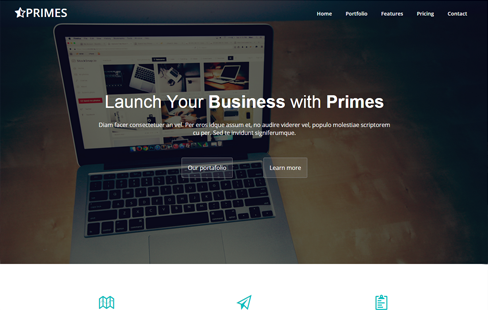 PRIMES
Home Portfolio Features Pricing Contact
Launch Your Business with Primes
Diam facer consectetuer an vel. Per eros idque assum et, no audire viderer vel, populo molestiae scriptorem
cu per. Sed te invidunt signiferumque.
Our portafolio Learn more